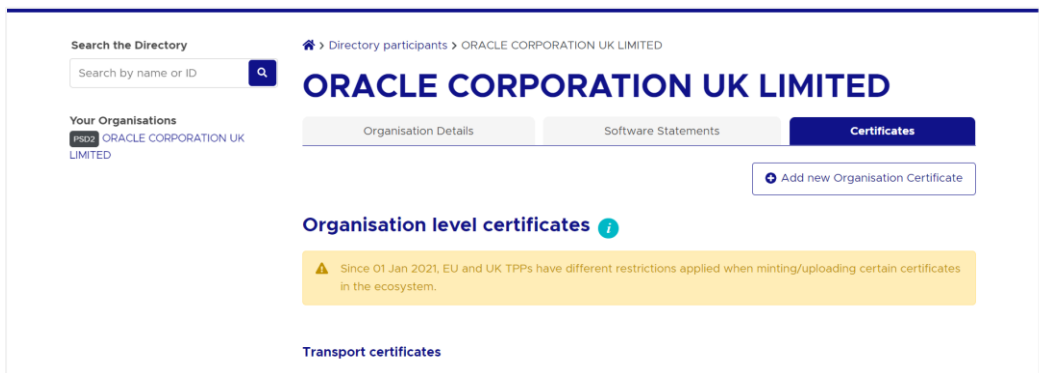 Search the Directory
Search by name or ID
Your Organisations
PSD2 ORACLE CORPORATION UK
LIMITED
> Directory participants > ORACLE CORPORATION UK LIMITED
ORACLE CORPORATION UK LIMITED
Organisation Details
Software Statements
Certificates
Add new Organisation Certificate
Organisation level certificates i
Since 01 Jan 2021, EU and UK TPPs have different restrictions applied when minting/uploading certain certificates
in the ecosystem.
Transport certificates